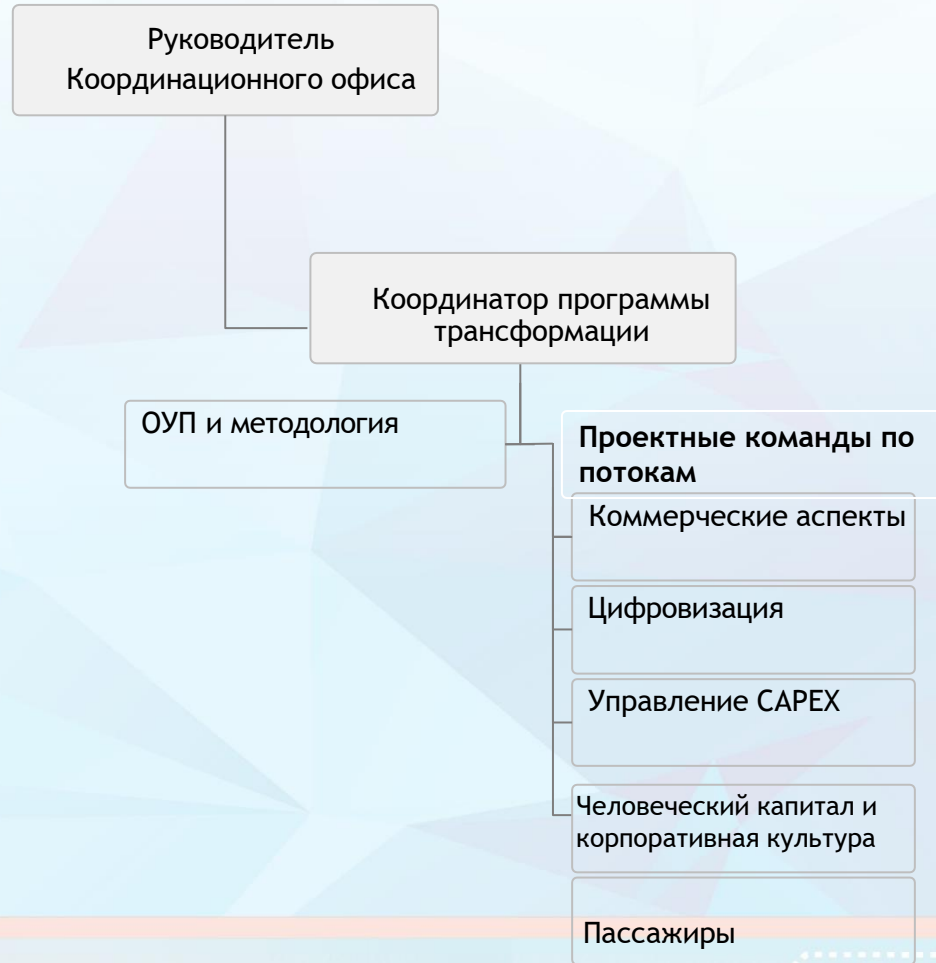 Руководитель
Координационного офиса
Координатор программы
трансформации
ОУП и методология
Проектные команды по
потокам
Коммерческие аспекты
Цифровизация
Управление CAPEX
Человеческий капитал и
корпоративная культура
Пассажиры